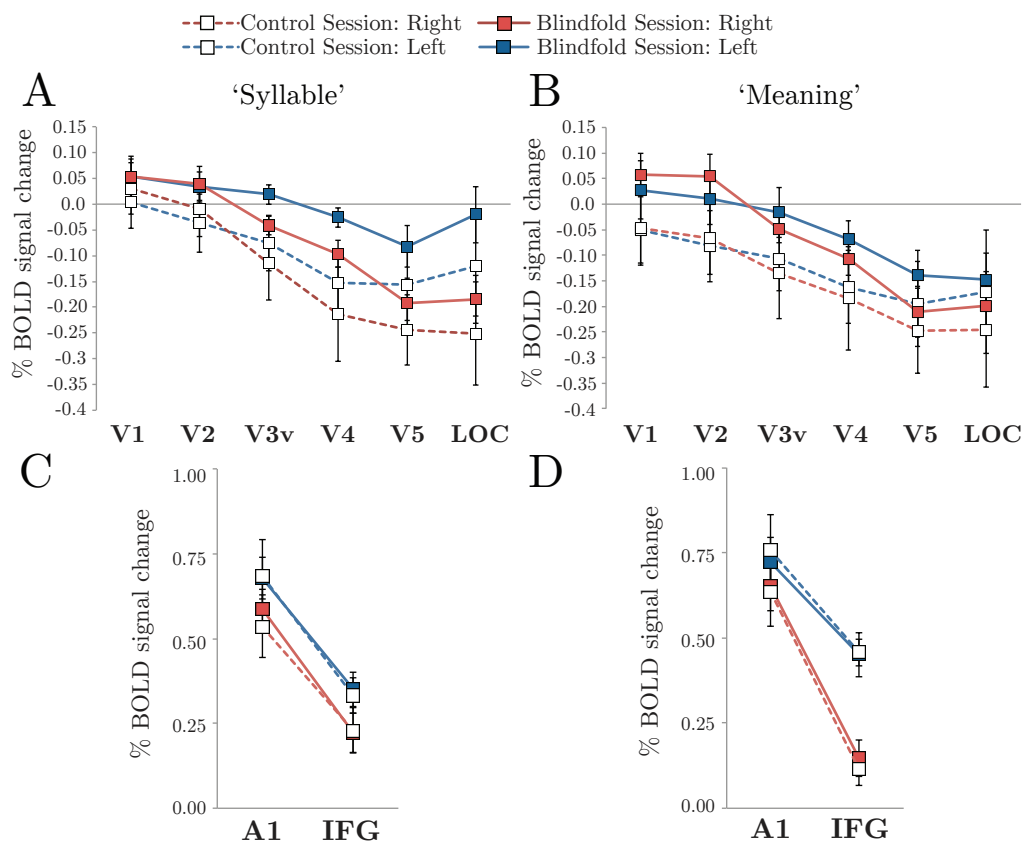 Control Session: Right
Blindfold Session: Right
Control Session: Left
Blindfold Session: Left
A
‘Syllable’
% BOLD signal change
0.15
0.10
0.05
0.0
-0.05
-0.10
-0.15
-0.20
-0.25
-0.3
-0.35
-0.4
V1 V2 V3v V4 V5 LOC
B
‘Meaning’
% BOLD signal change
0.15
0.10
0.05
0.0
-0.05
-0.10
-0.15
-0.20
-0.25
-0.3
-0.35
-0.4
V1 V2 V3v V4 V5 LOC
C
% BOLD signal change
1.00
0.75
0.50
0.25
0.00
A1 IFG
D
% BOLD signal change
1.00
0.75
0.50
0.25
0.00
A1 IFG